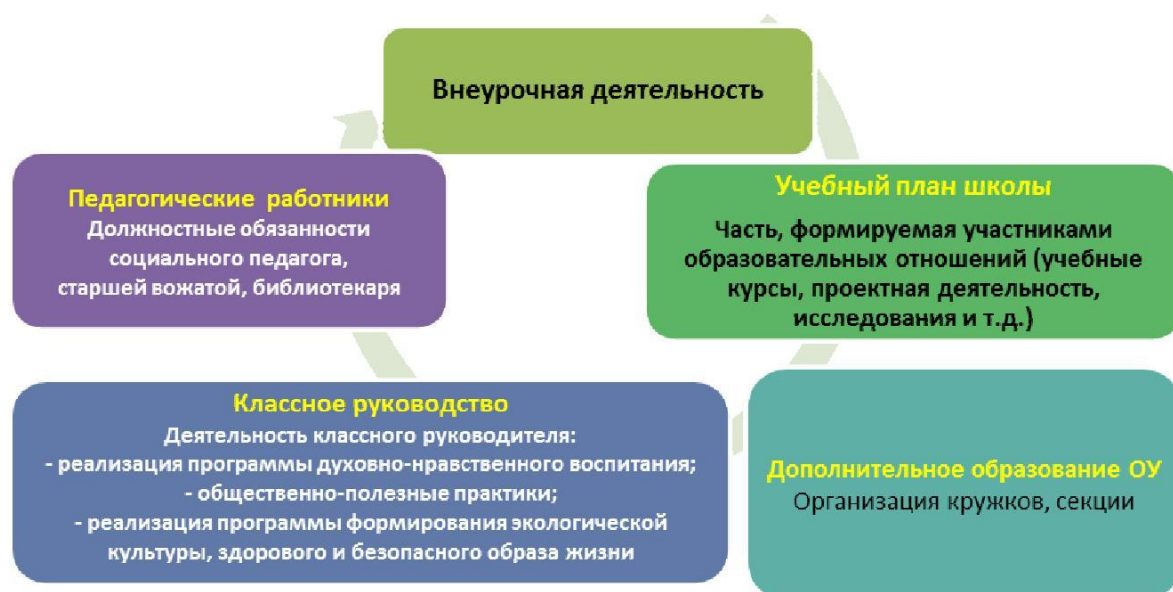 Внеурочная деятельность
Педагогические работники
Должностные обязанности
социального педагога,
старшей вожатой, библиотекаря
Учебный план школы
Часть, формируемая участниками
образовательных отношений (учебные
курсы, проектная деятельность,
исследования и т.д.)
Классное руководство
Деятельность классного руководителя:
- реализация программы духовно-нравственного воспитания;
- общественно-полезные практики;
- реализация программы формирования экологической
культуры, здорового и безопасного образа жизни
Дополнительное образование ОУ
Организация кружков, секции